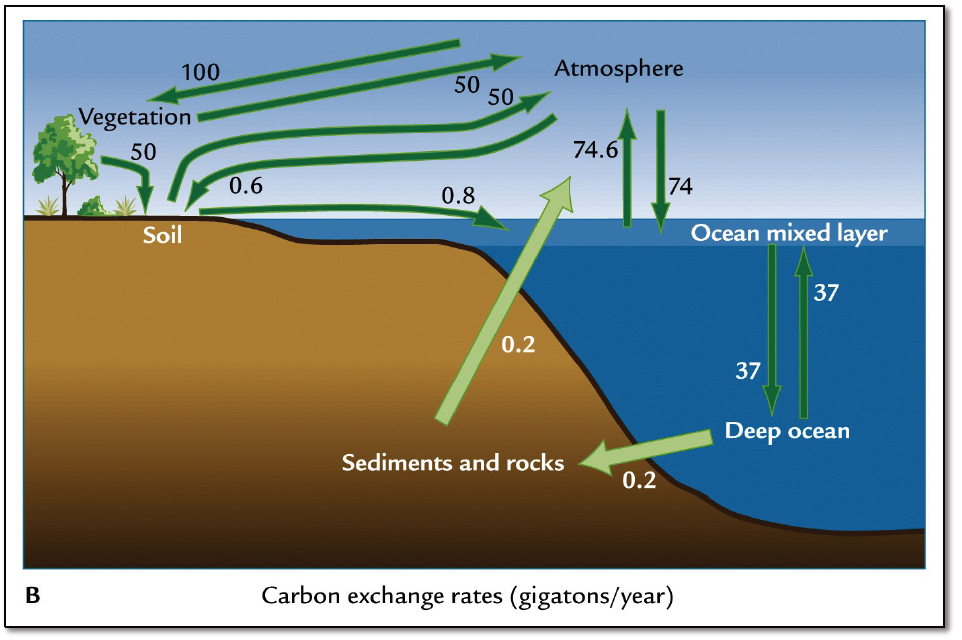 Atmosphere
100
50
50
Vegetation
50
74.6
74
0.6
0.8
Soil
Ocean mixed layer
37
0.2
37
Deep ocean
Sediments and rocks
0.2
B Carbon exchange rates (gigatons/year)